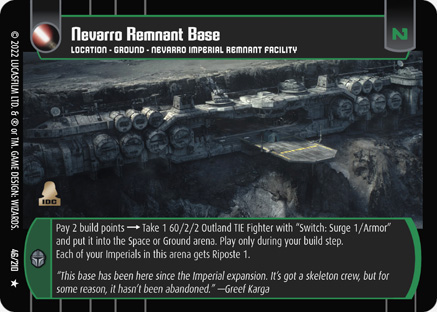 Nevarro Remnant Base
N
LOCATION - GROUND - NEVARRO IMPERIAL REMNANT FACILITY
© 2022 LUCASFILM LTD. & ® or TM. GAME DESIGN: WIZARDS.
46/210
IDC
Pay 2 build points → Take 1 60/2/2 Outland TIE Fighter with "Switch: Surge 1/Armor"
and put it into the Space or Ground arena. Play only during your build step.
Each of your Imperials in this arena gets Riposte 1.
"This base has been here since the Imperial expansion. It's got a skeleton crew, but for
some reason, it hasn't been abandoned." —Greef Karga